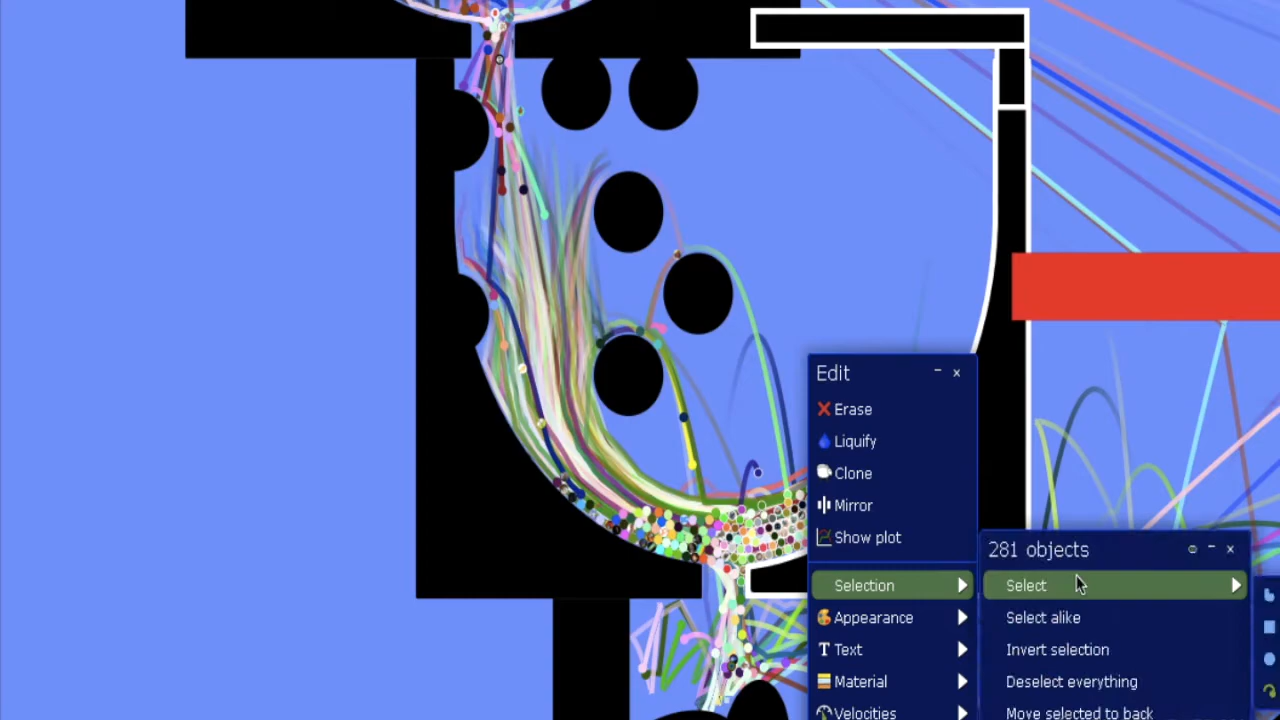 Edit
Erase
Liquify
Clone
Mirror
Show plot
Selection
Appearance
Text
Material
Velocities
281 objects
Select
Select alike
Invert selection
Deselect everything
Move selected to back